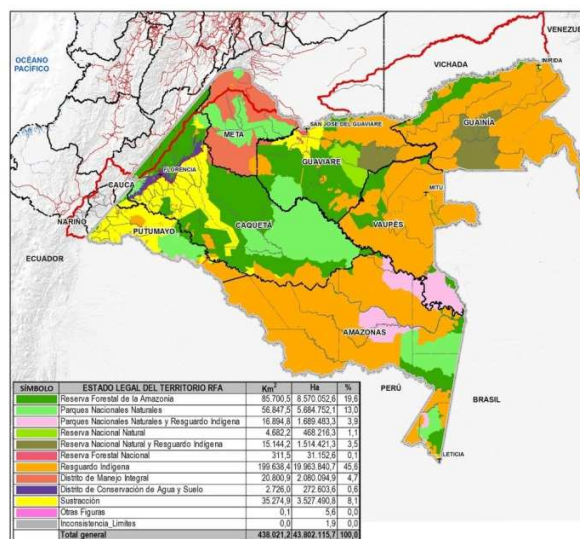 VENEZUELA
OCÉANO
PACÍFICO
VICHADA
INIRIDA
SAN JOSE DEL GUAVIARE
GUAINÍA
META
GUAVIARE
FLORENCIA
CAUCA
MITU
NARIÑO
CAQUETÁ
VAUPÉS
PUTUMAYO
ECUADOR
AMAZONAS
PERÚ
BRASIL
LETICIA
SÍMBOLO ESTADO LEGAL DEL TERRITORIO RFA Km² Ha %
Reserva Forestal de la Amazonia 85.700,5 8.570.052,6 19,6
Parques Nacionales Naturales 56.847,5 5.684.752,1 13,0
Parques Nacionales Naturales y Resguardo Indígena 16.894,8 1.689.483,3 3,9
Reserva Nacional Natural 4.682,2 468.216,3 1,1
Reserva Nacional Natural y Resguardo Indígena 15.144,2 1.514.421,3 3,5
Reserva Forestal Nacional 311,5 31.152,6 0,1
Resguardo Indígena 199.638,4 19.963.840,7 45,6
Distrito de Manejo Integral 20.800,9 2.080.094,9 4,7
Distrito de Conservación de Agua y Suelo 2.726,0 272.603,6 0,6
Sustracción 35.274,9 3.527.490,8 8,1
Otras Figuras 0,1 5,6 0,0
Inconsistencia_Limites 0,0 1,9 0,0
Total general 438.021,2 43.802.115,7 100,0